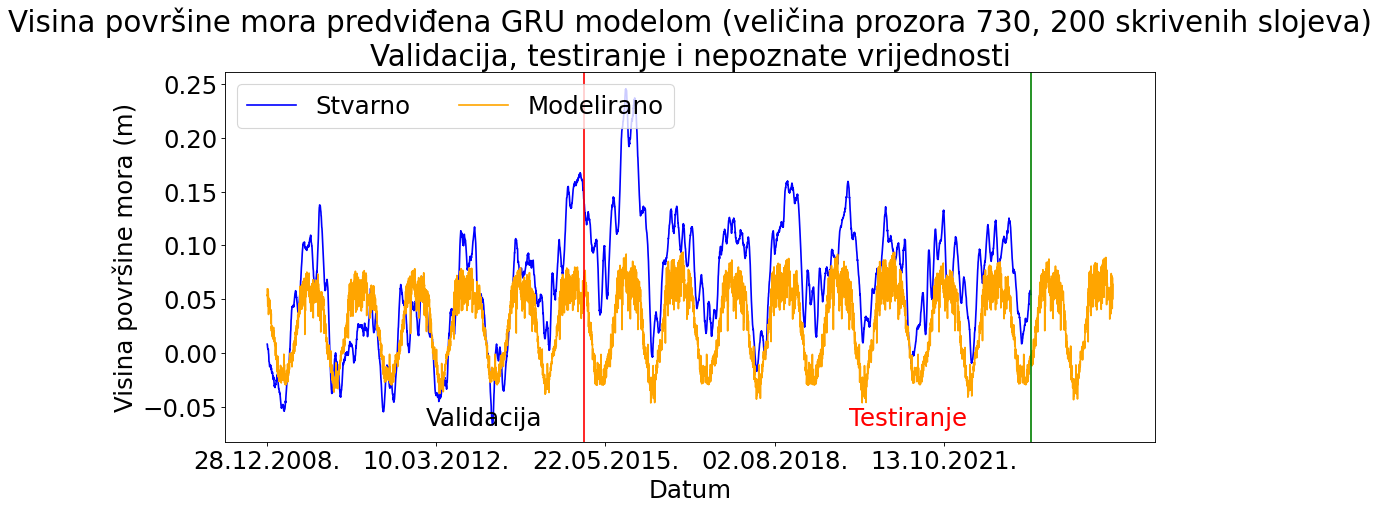 Visina površine mora predviđena GRU modelom (veličina prozora 730, 200 skrivenih slojeva)
Validacija, testiranje i nepoznate vrijednosti
Stvarno
Modelirano
Visina površine mora (m)
0.25
0.20
0.15
0.10
0.05
0.00
−0.05
Validacija
Testiranje
28.12.2008.
10.03.2012.
22.05.2015.
02.08.2018.
13.10.2021.
Datum